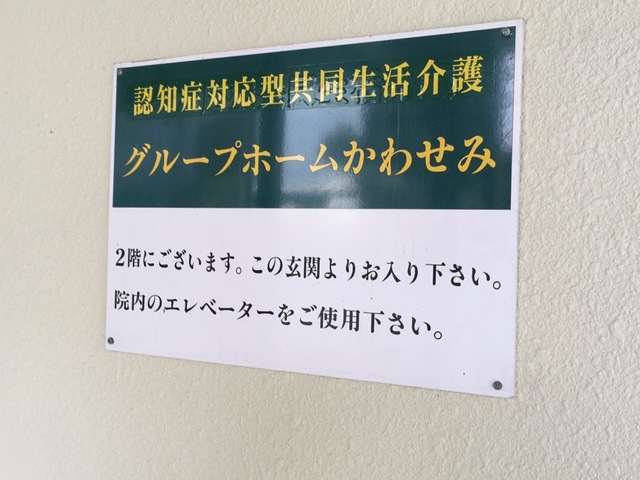 認知症対応型共同生活介護
グループホームかわせみ
2階にございます。この玄関よりお入り下さい。
院内のエレベーターをご使用下さい。